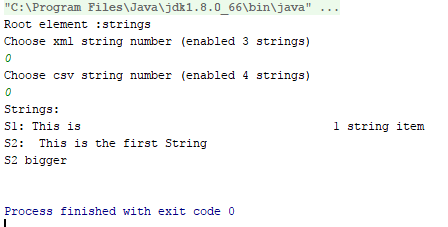 "C:\Program Files\Java\jdk1.8.0_66\bin\java" ...
Root element :strings
Choose xml string number (enabled 3 strings)
0
Choose csv string number (enabled 4 strings)
0
Strings:
S1: This is                                    1 string item
S2:  This is the first String
S2 bigger
Process finished with exit code 0